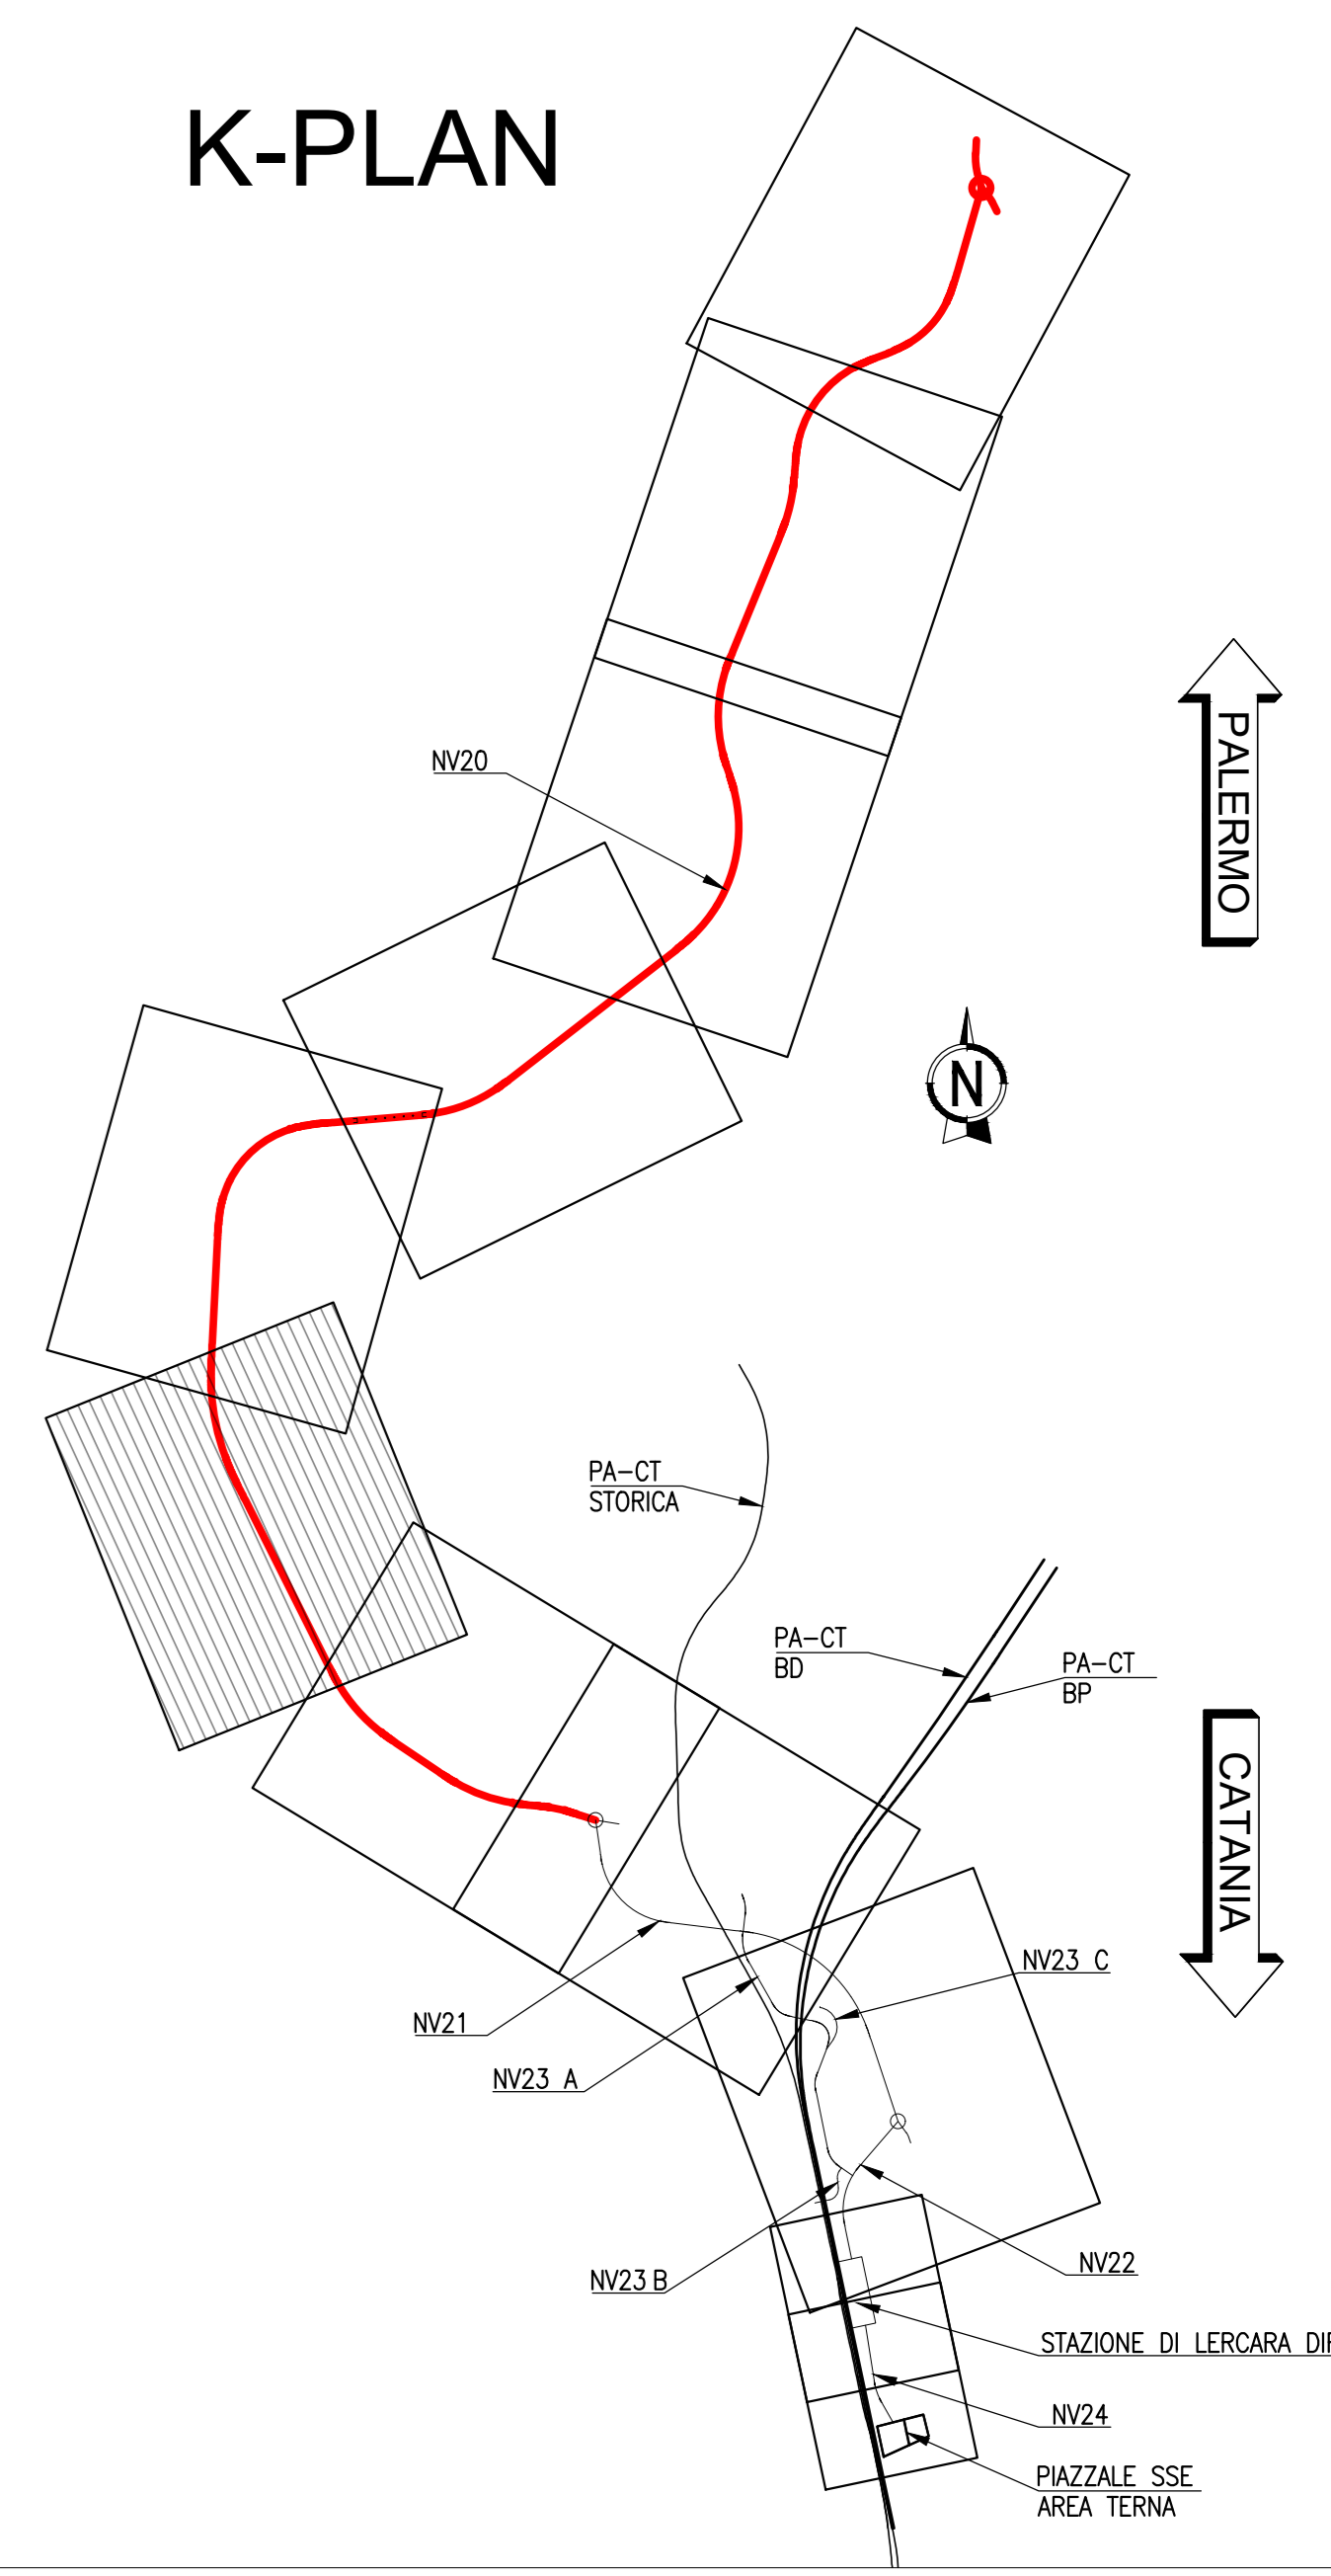 K-PLAN
NV20
PALERMO
N
PA-CT
STORICA
PA-CT
BD
PA-CT
BP
CATANIA
NV23 C
NV21
NV23 A
NV23 B
NV22
STAZIONE DI LERCARA
NV24
PIAZZALE SSE
AREA TERNA